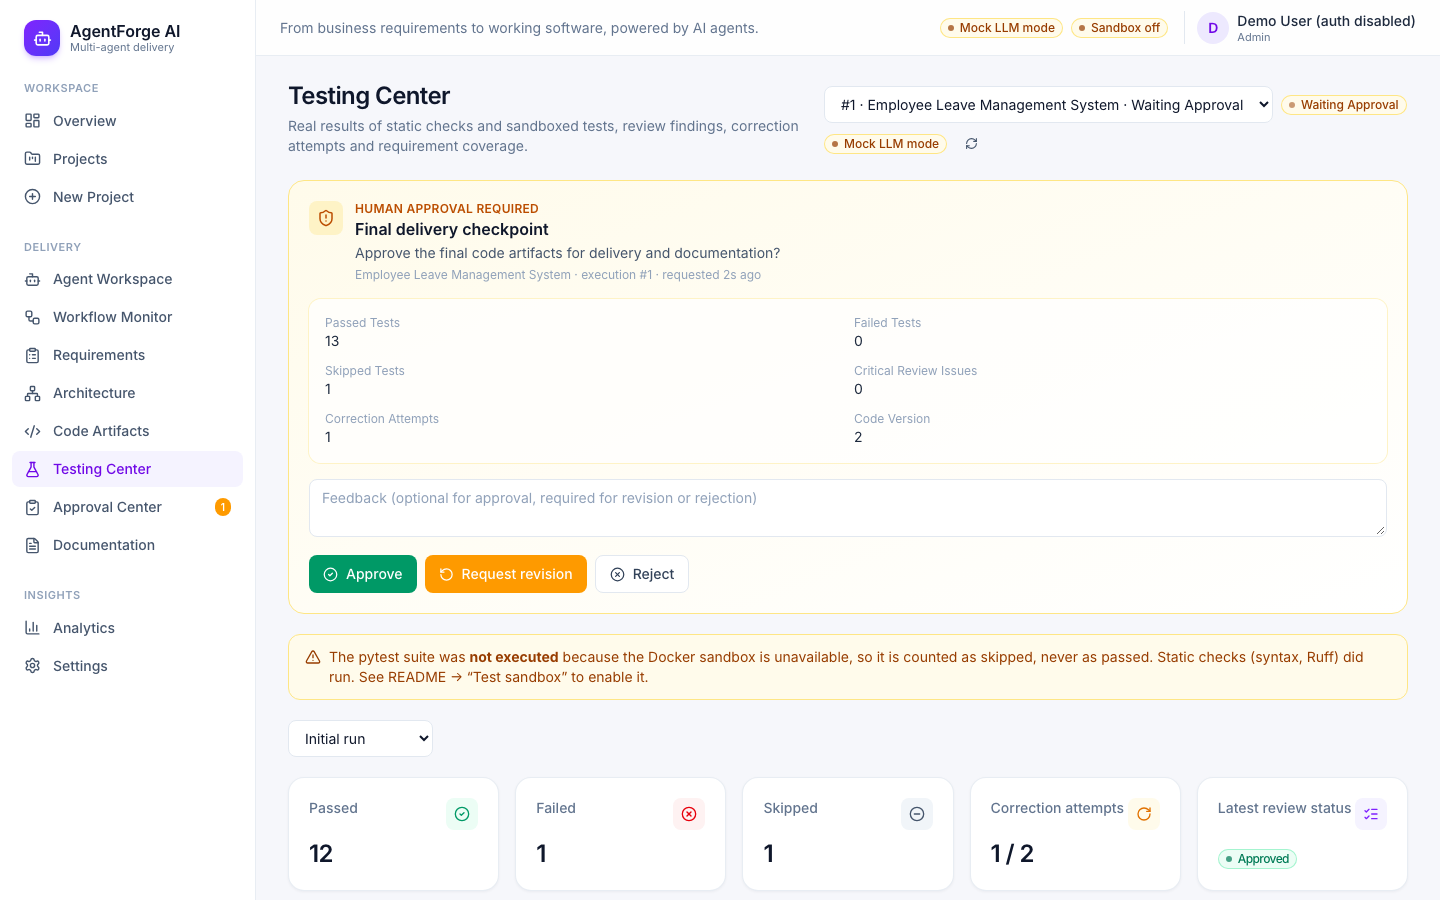 AgentForge AI
Multi-agent delivery
WORKSPACE
Overview
Projects
New Project
DELIVERY
Agent Workspace
Workflow Monitor
Requirements
Architecture
Code Artifacts
Testing Center
Approval Center 1
Documentation
INSIGHTS
Analytics
Settings
From business requirements to working software, powered by AI agents.
Mock LLM mode
Sandbox off
D
Demo User (auth disabled)
Admin
Testing Center
Real results of static checks and sandboxed tests, review findings, correction
attempts and requirement coverage.
#1 · Employee Leave Management System · Waiting Approval
Waiting Approval
Mock LLM mode
HUMAN APPROVAL REQUIRED
Final delivery checkpoint
Approve the final code artifacts for delivery and documentation?
Employee Leave Management System · execution #1 · requested 2s ago
Passed Tests
13
Failed Tests
0
Skipped Tests
1
Critical Review Issues
0
Correction Attempts
1
Code Version
2
Feedback (optional for approval, required for revision or rejection)
Approve
Request revision
Reject
The pytest suite was not executed because the Docker sandbox is unavailable, so it is counted as skipped, never as passed. Static checks (syntax, Ruff) did
run. See README → “Test sandbox” to enable it.
Initial run
Passed
12
Failed
1
Skipped
1
Correction attempts
1 / 2
Latest review status
Approved